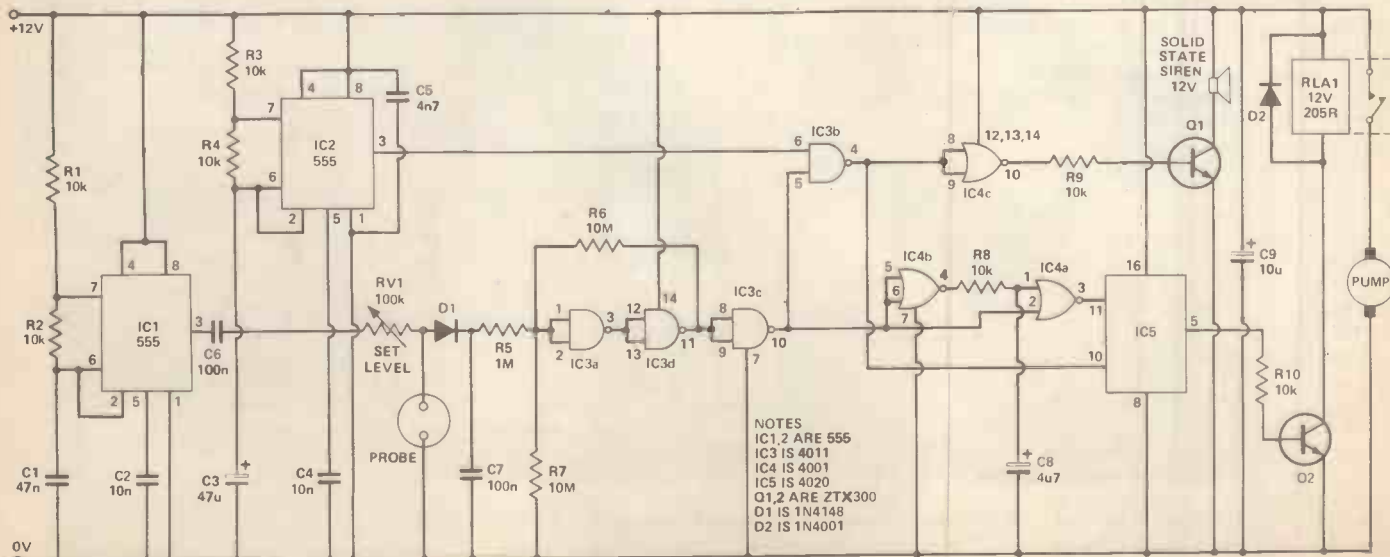 +12V
R1
10k
R2
10k
C1
47n
7
6
4
8
IC1
555
3
2
5
1
C2
10n
C6
100n
R3
10k
R4
10k
C3
47u
+
7
6
4
8
IC2
555
3
2
5
1
C5
4n7
C4
10n
RV1
100k
SET
LEVEL
PROBE
D1
C7
100n
R5
1M
R6
10M
R7
10M
1
2
3
IC3a
12
13
14
11
IC3d
IC3c
8
9
10
7
IC3b
6
5
4
8
9
12,13,14
10
IC4c
R9
10k
Q1
SOLID
STATE
SIREN
12V
IC4b
5
6
7
4
R8
10k
IC4a
1
2
3
11
10
16
IC5
5
8
C8
4u7
+
C9
10u
+
R10
10k
Q2
D2
RLA1
12V
205R
PUMP
NOTES
IC1,2 ARE 555
IC3 IS 4011
IC4 IS 4001
IC5 IS 4020
Q1,2 ARE ZTX300
D1 IS 1N4148
D2 IS 1N4001
0V